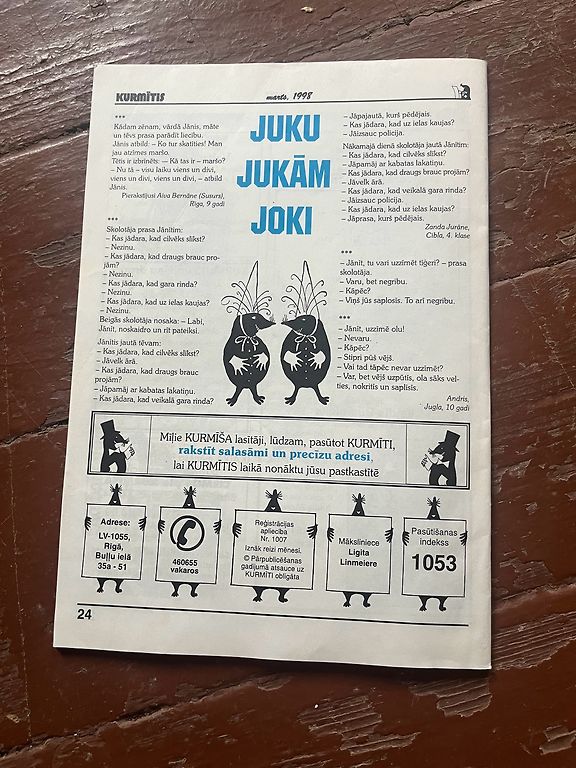 KURMĪTIS
marts, 1998
JUKU
JUKĀM
JOKI
***
Kādam zēnam, vārdā Jānis, māte
un tēvs prasa parādīt liecību.
Jānis atbild: – Ko tur skatīties! Man
jau atzīmes maršo.
Tētis ir izbrīnīts: – Kā tas ir – maršo?
– Nu tā – visu laiku viens un divi,
viens un divi, viens un divi, – atbild
Jānis.
Pierakstījusi Aiva Bernāne (Susurs),
Rīga, 9 gadi
***
Skolotāja prasa Jānītim:
– Kas jādara, kad cilvēks slīkst?
– Nezinu.
– Kas jādara, kad draugs brauc pro-
jām?
– Nezinu.
– Kas jādara, kad gara rinda?
– Nezinu.
– Kas jādara, kad uz ielas kaujas?
– Nezinu.
Beigās skolotāja nosaka: – Labi,
Jānīt, noskaidro un rīt pateiksi.
Jānītis jautā tēvam:
– Kas jādara, kad cilvēks slīkst?
– Jāvelk ārā.
– Kas jādara, kad draugs brauc
projām?
– Jāpamāj ar kabatas lakatiņu.
– Kas jādara, kad veikalā gara rinda?
– Jāpajautā, kurš pēdējais.
– Kas jādara, kad uz ielas kaujas?
– Jāizsauc policija.
Nākamajā dienā skolotāja jautā Jānītim:
– Kas jādara, kad cilvēks slīkst?
– Jāpamāj ar kabatas lakatiņu.
– Kas jādara, kad draugs brauc projām?
– Jāvelk ārā.
– Kas jādara, kad veikalā gara rinda?
– Jāizsauc policija.
– Kas jādara, kad uz ielas kaujas?
– Jāprasa, kurš pēdējais.
Zanda Jurāne,
Cibla, 4. klase
***
– Jānīt, tu vari uzzīmēt tīģeri? – prasa
skolotāja.
– Varu, bet negribu.
– Kāpēc?
– Viņš jūs saplosīs. To arī negribu.
***
– Jānīt, uzzīmē olu!
– Nevaru.
– Kāpēc?
– Stipri pūš vējš.
– Vai tad tāpēc nevar uzzīmēt?
– Var, bet vējš uzpūtīs, ola sāks vel-
ties, nokritīs un saplīsīs.
Andris,
Jugla, 10 gadi
Mīļie KURMĪŠA lasītāji, lūdzam, pasūtot KURMĪTI,
rakstīt salasāmi un precīzu adresi,
lai KURMĪTIS laikā nonāktu jūsu pastkastītē
Adrese:
LV-1055,
Rīgā,
Buļļu ielā
35a - 51
460655
vakaros
Reģistrācijas
apliecība
Nr. 1007
Iznāk reizi mēnesī.
© Pārpublicēšanas
gadījumā atsauce uz
KURMĪTI obligāta
Māksliniece
Ligita
Linmeiere
Pasūtīšanas
indekss
1053
24